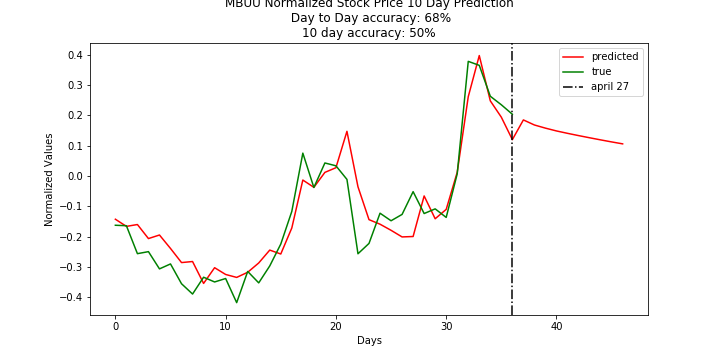 MBUU Normalized Stock Price 10 Day Prediction
Day to Day accuracy: 68%
10 day accuracy: 50%
predicted
true
april 27
Normalized Values
0.4
0.3
0.2
0.1
0.0
−0.1
−0.2
−0.3
−0.4
0 10 20 30 40
Days